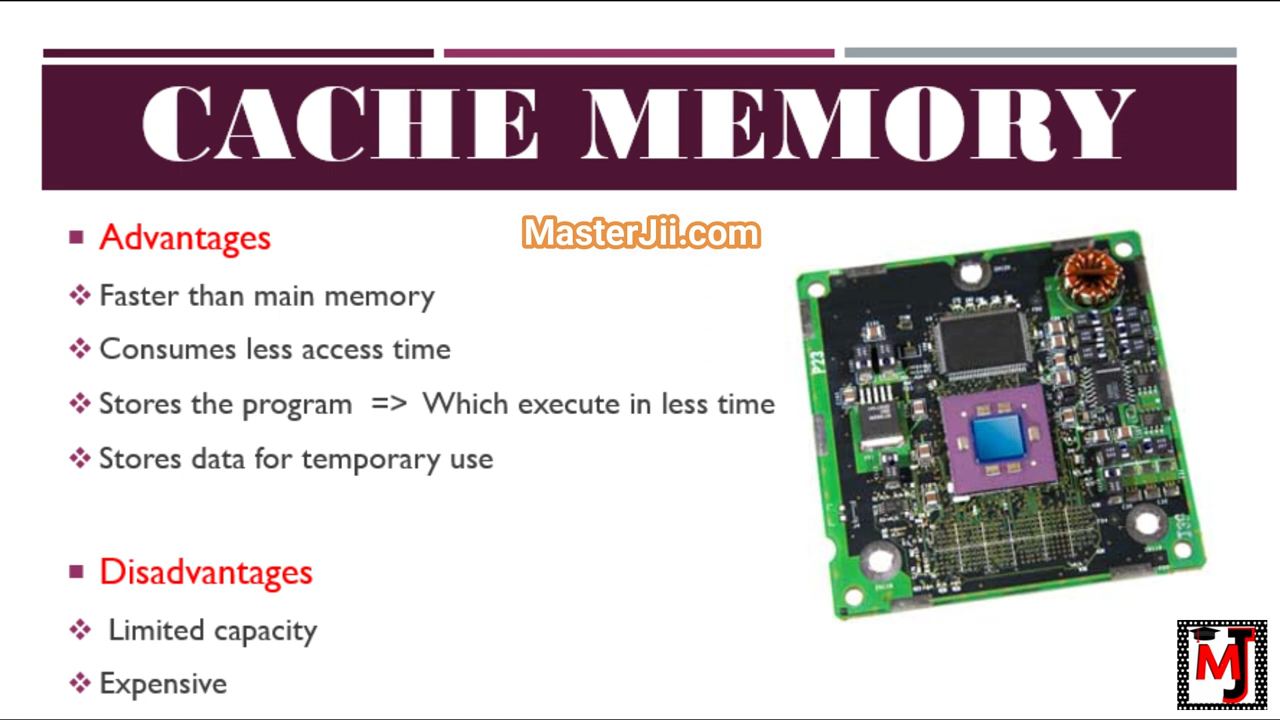 CACHE MEMORY
MasterJii.com
Advantages
Faster than main memory
Consumes less access time
Stores the program => Which execute in less time
Stores data for temporary use
Disadvantages
Limited capacity
Expensive
P23
MJ